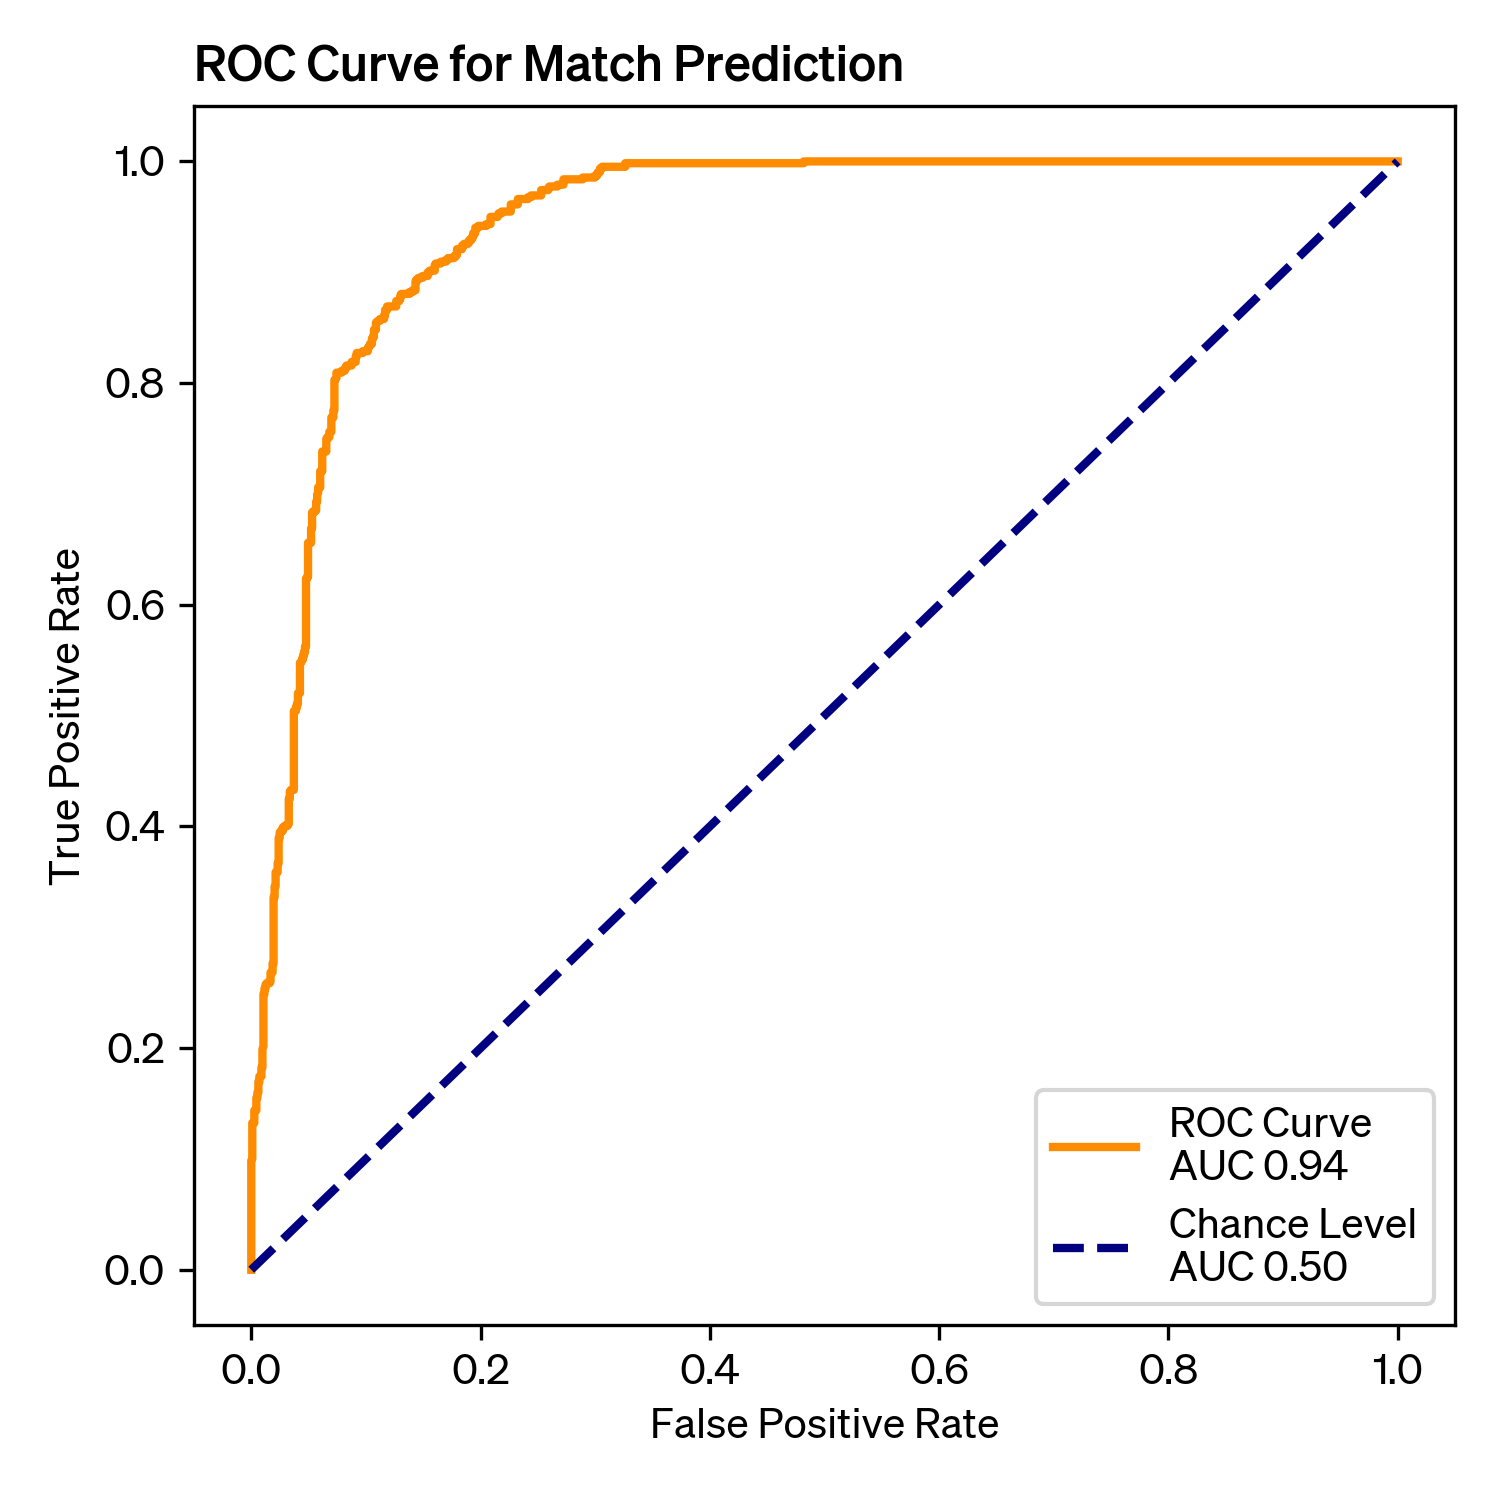 ROC Curve for Match Prediction
1.0
0.8
0.6
0.4
0.2
0.0
True Positive Rate
0.0 0.2 0.4 0.6 0.8 1.0
False Positive Rate
ROC Curve
AUC 0.94
Chance Level
AUC 0.50